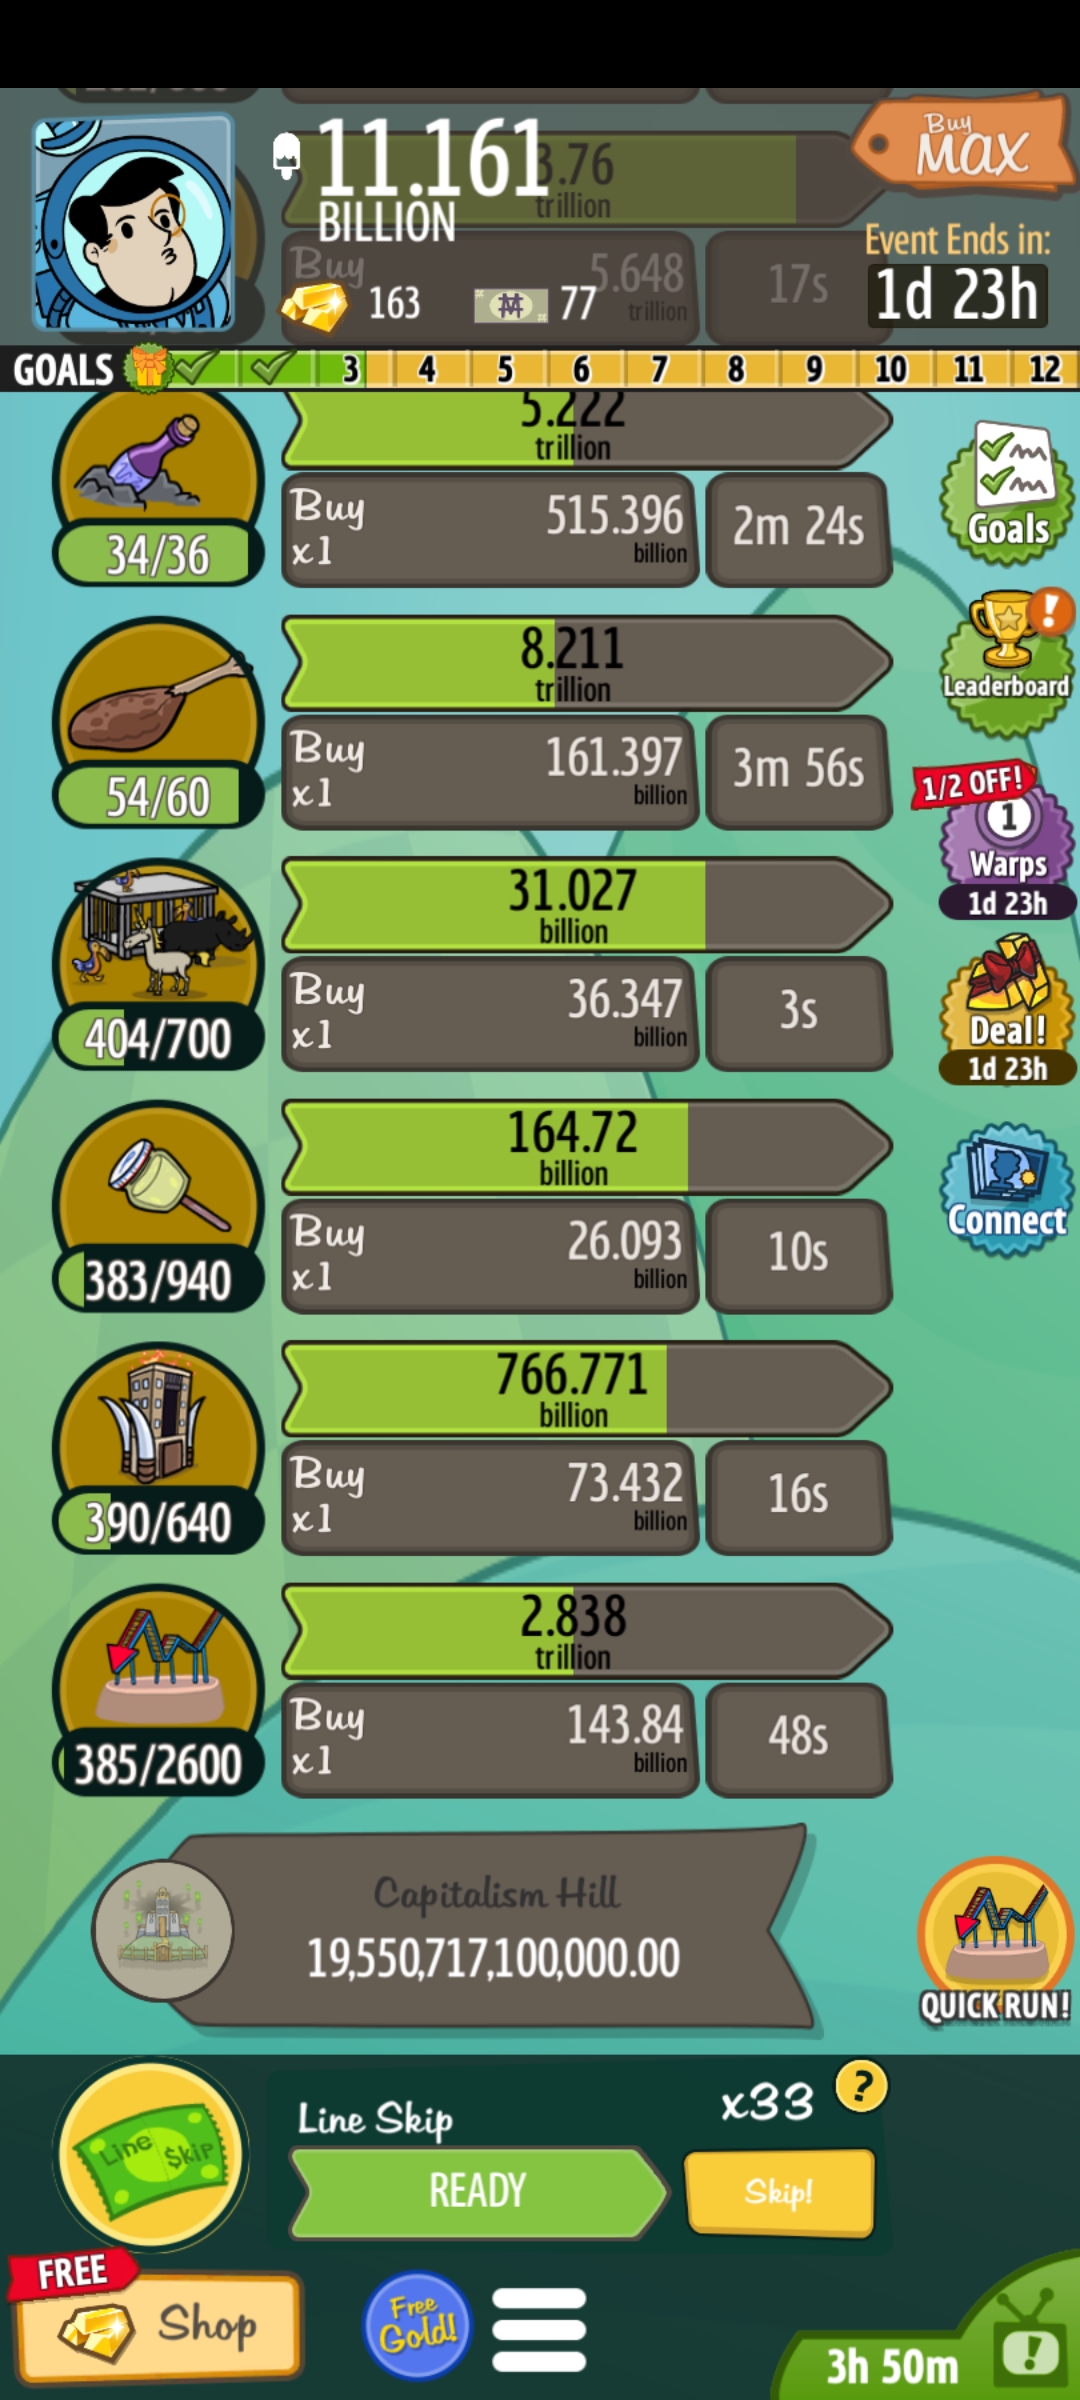 11.161
BILLION
3.76
trillion
Buy
MAX
Buy
5.648
trillion
17s
163
77
Event Ends in:
1d 23h
GOALS 3 4 5 6 7 8 9 10 11 12
5.222
trillion
34/36
Buy
x1
515.396
billion
2m 24s
Goals
8.211
trillion
54/60
Buy
x1
161.397
billion
3m 56s
Leaderboard
1/2 OFF!
1
Warps
1d 23h
31.027
billion
404/700
Buy
x1
36.347
billion
3s
Deal!
1d 23h
164.72
billion
383/940
Buy
x1
26.093
billion
10s
Connect
766.771
billion
390/640
Buy
x1
73.432
billion
16s
2.838
trillion
385/2600
Buy
x1
143.84
billion
48s
Capitalism Hill
19,550,717,100,000.00
QUICK RUN!
Line $kip
Line Skip
x33
?
READY
Skip!
FREE
Shop
Free
Gold!
3h 50m